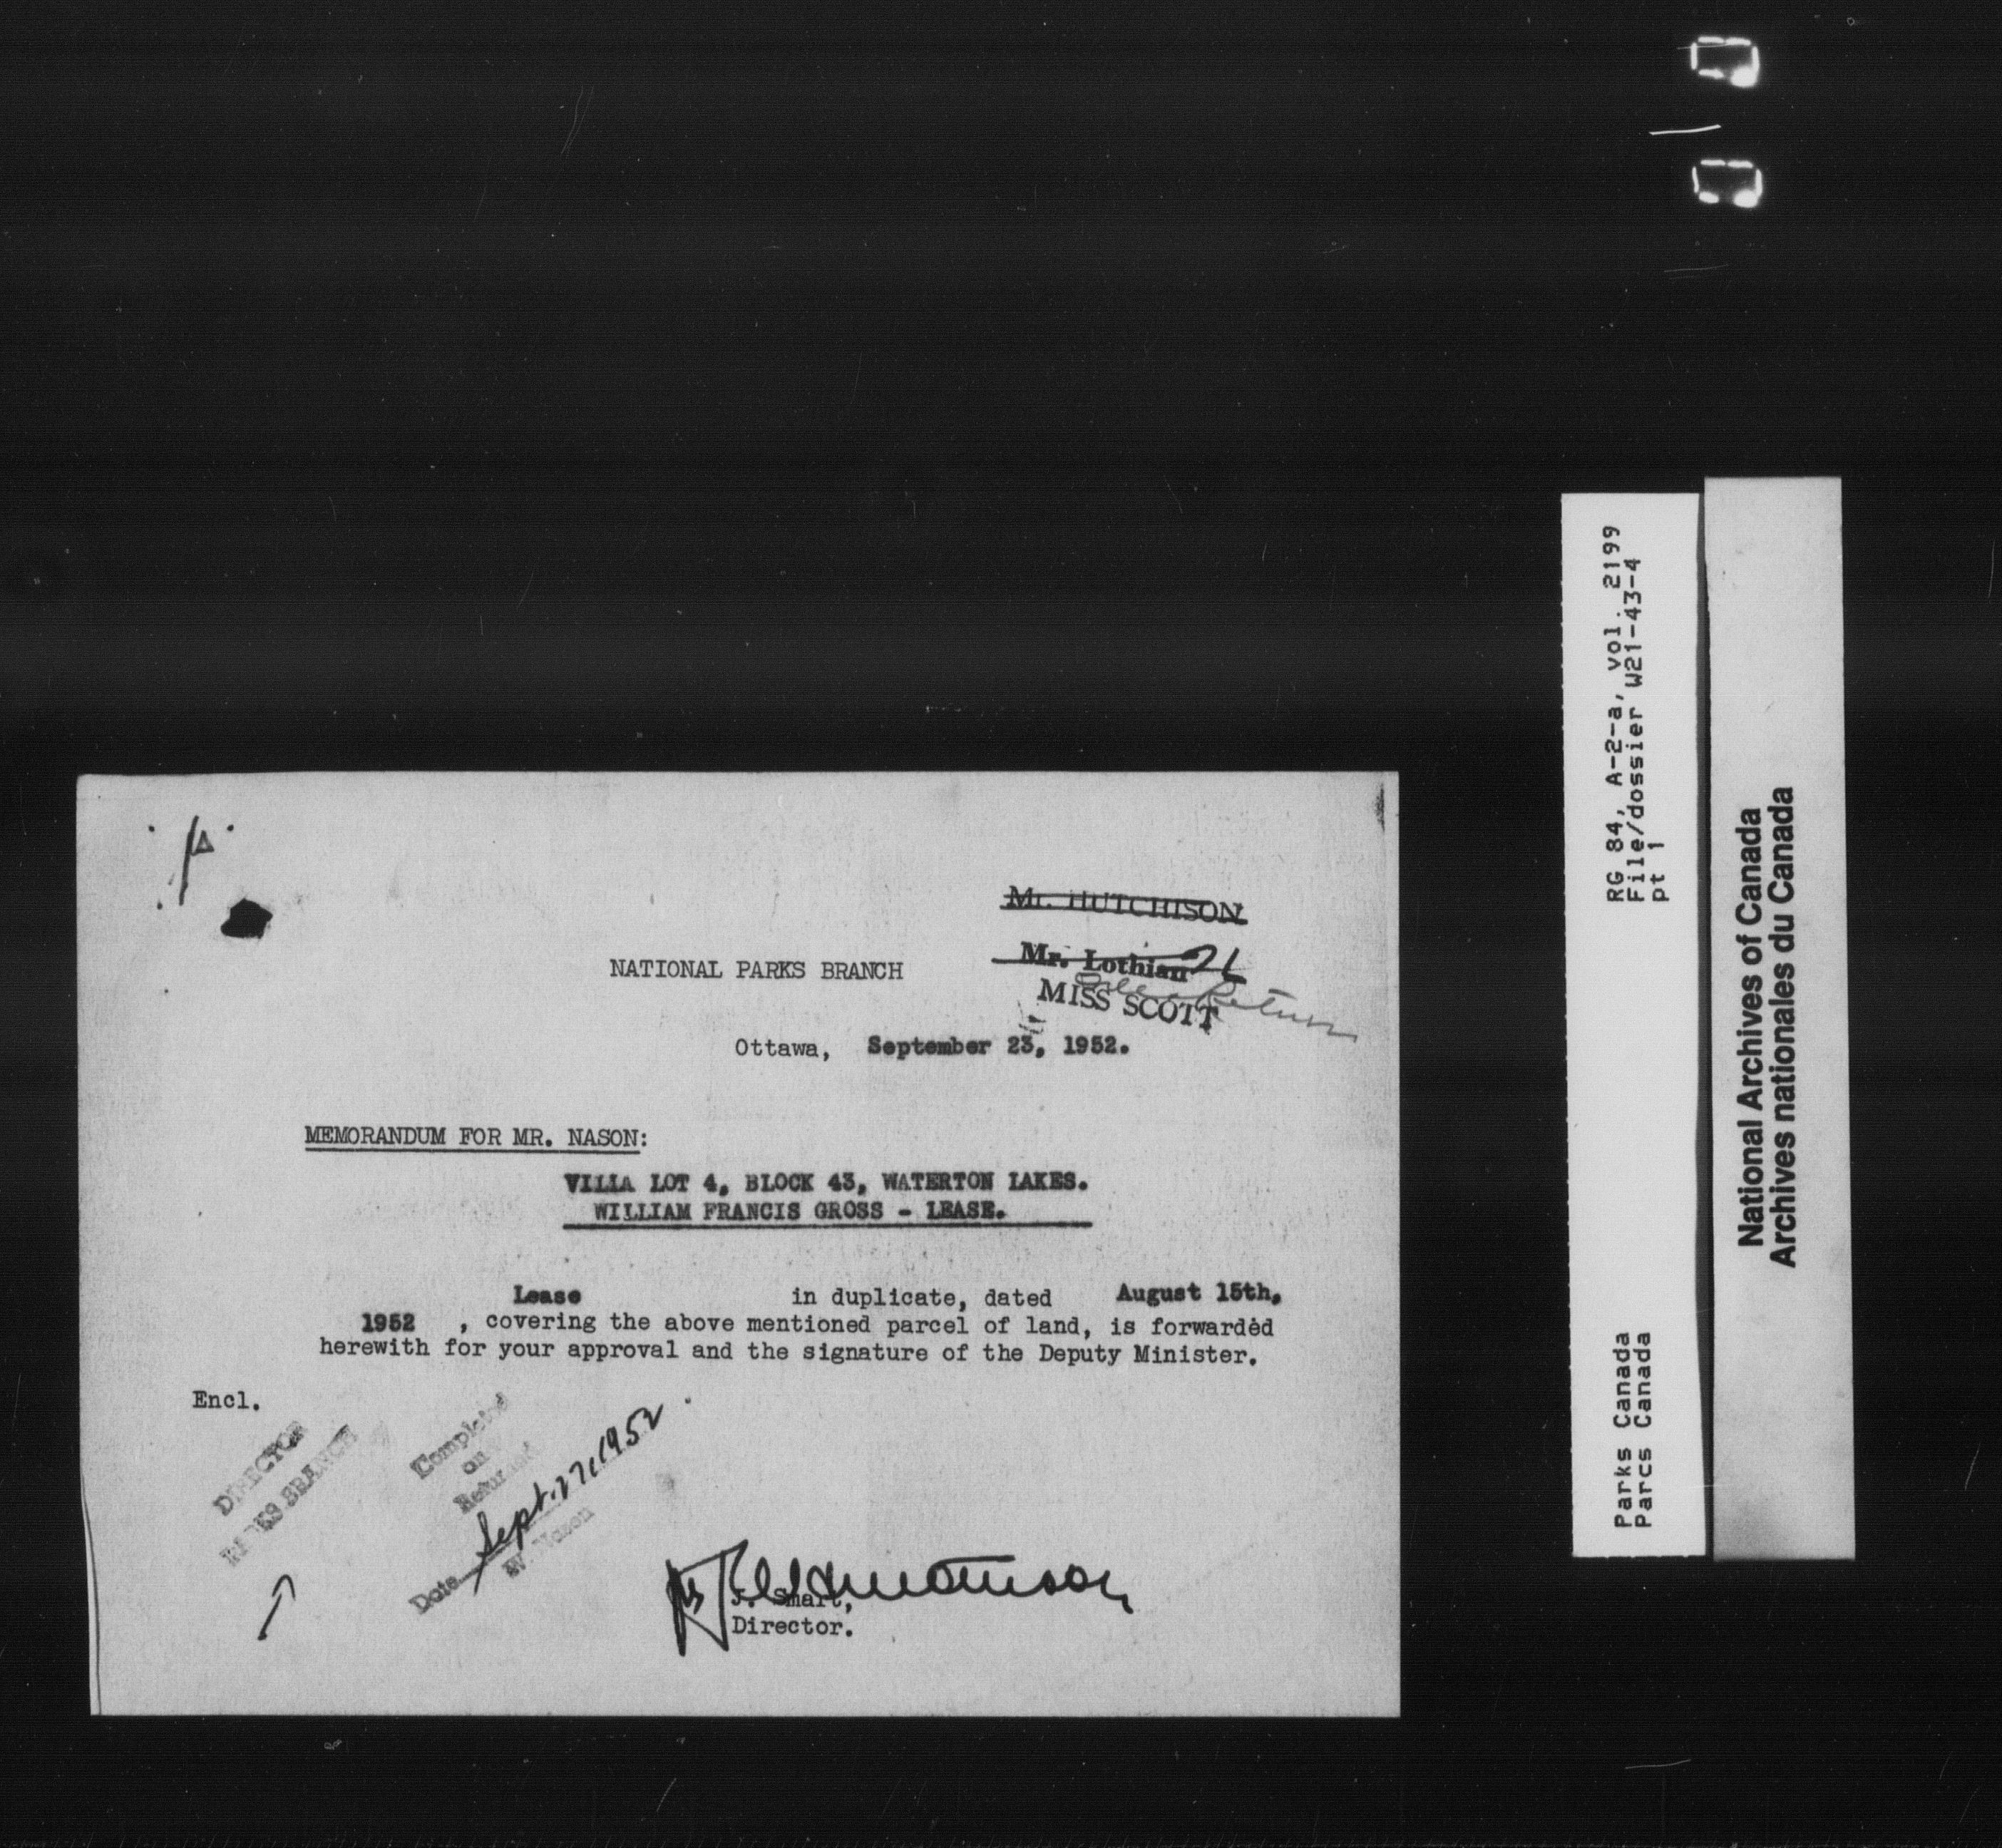 Mr. HUTCHISON
Mr. Lothian
NATIONAL PARKS BRANCH
MISS SCOTT
Return
Ottawa, September 23, 1952.
MEMORANDUM FOR MR. NASON:
VILLA LOT 4, BLOCK 43, WATERTON LAKES.
WILLIAM FRANCIS GROSS - LEASE.
Lease in duplicate, dated August 15th,
1952 , covering the above mentioned parcel of land, is forwarded
herewith for your approval and the signature of the Deputy Minister.
Encl.
DIRECTOR
Completed
on
Date Sept. 27, 1952
W. Nason
J. Smart,
Director.
RG 84, A-2-a, vol. 2199
File/dossier W21-43-4
pt 1
Parks Canada
Parcs Canada
National Archives of Canada
Archives nationales du Canada